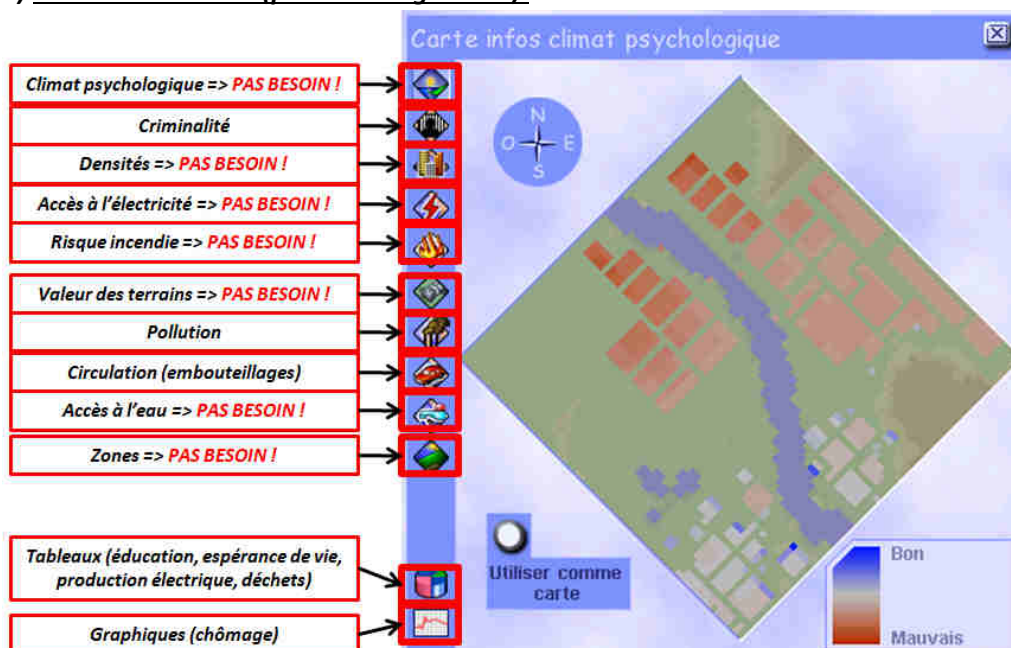 Carte infos climat psychologique
Climat psychologique => PAS BESOIN !
Criminalité
Densités => PAS BESOIN !
Accès à l'électricité => PAS BESOIN !
Risque incendie => PAS BESOIN !
Valeur des terrains => PAS BESOIN !
Pollution
Circulation (embouteillages)
Accès à l'eau => PAS BESOIN !
Zones => PAS BESOIN !
Tableaux (éducation, espérance de vie,
production électrique, déchets)
Graphiques (chômage)
N
O
E
S
Utiliser comme
carte
Bon
Mauvais